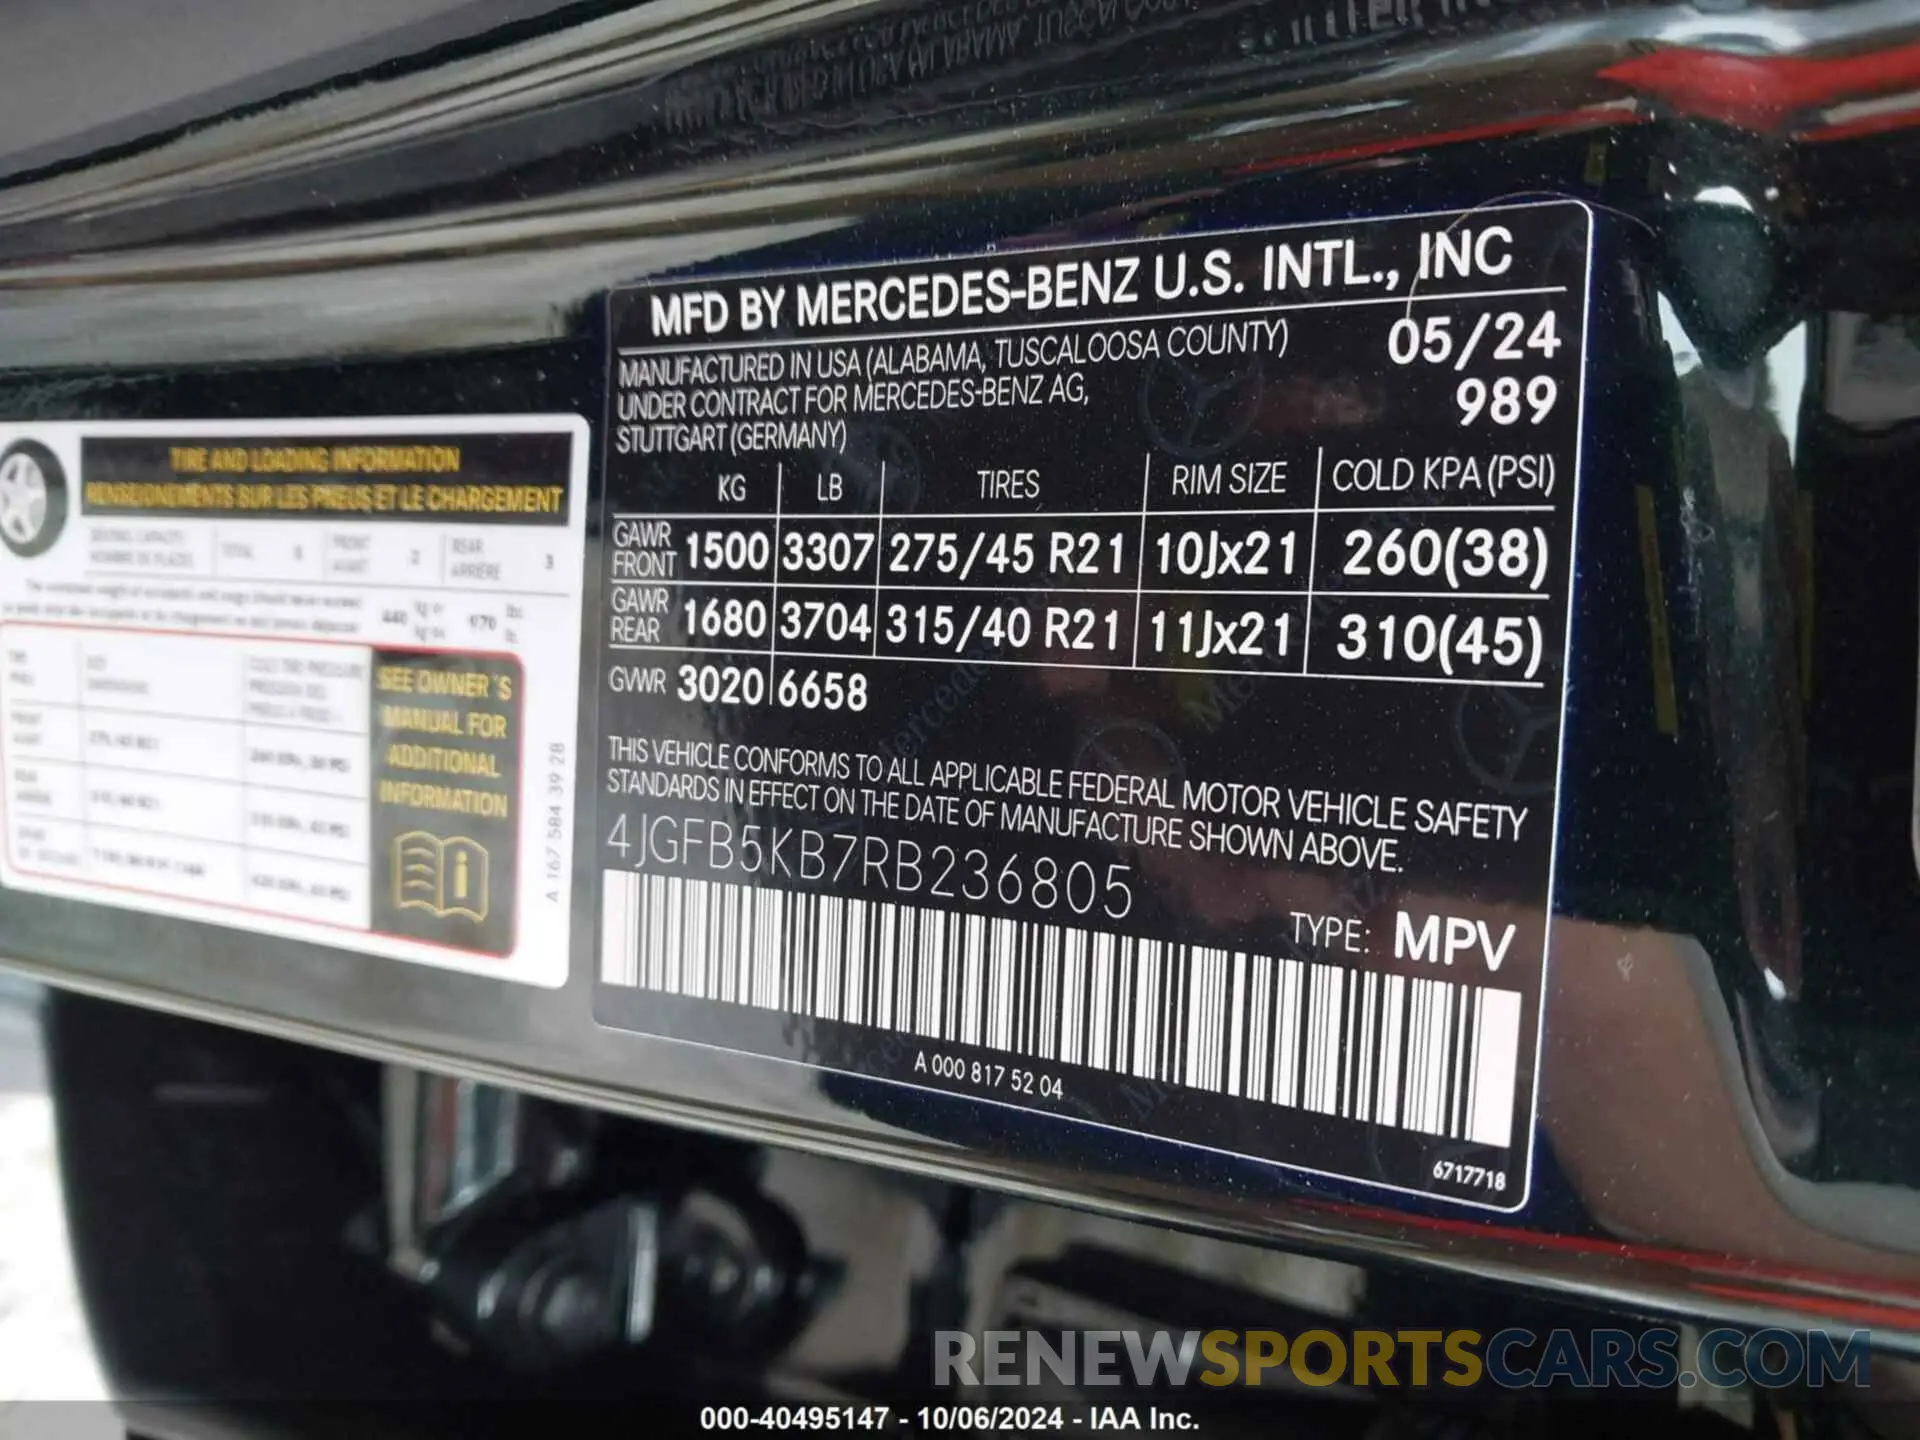 MFD BY MERCEDES-BENZ U.S. INTL., INC
MANUFACTURED IN USA (ALABAMA, TUSCALOOSA COUNTY) 05/24
UNDER CONTRACT FOR MERCEDES-BENZ AG, 989
STUTTGART (GERMANY)
KG LB TIRES RIM SIZE COLD KPA (PSI)
GAWR FRONT 1500 3307 275/45 R21 10Jx21 260(38)
GAWR REAR 1680 3704 315/40 R21 11Jx21 310(45)
GVWR 3020 6658
THIS VEHICLE CONFORMS TO ALL APPLICABLE FEDERAL MOTOR VEHICLE SAFETY
STANDARDS IN EFFECT ON THE DATE OF MANUFACTURE SHOWN ABOVE.
4JGFB5KB7RB236805
TYPE: MPV
A 000 817 52 04
6717718
TIRE AND LOADING INFORMATION
RENSEIGNEMENTS SUR LES PNEUS ET LE CHARGEMENT
SEE OWNER'S
MANUAL FOR
ADDITIONAL
INFORMATION
A 167 584 39 28
RENEWSPORTSCARS.COM
000-40495147 - 10/06/2024 - IAA Inc.